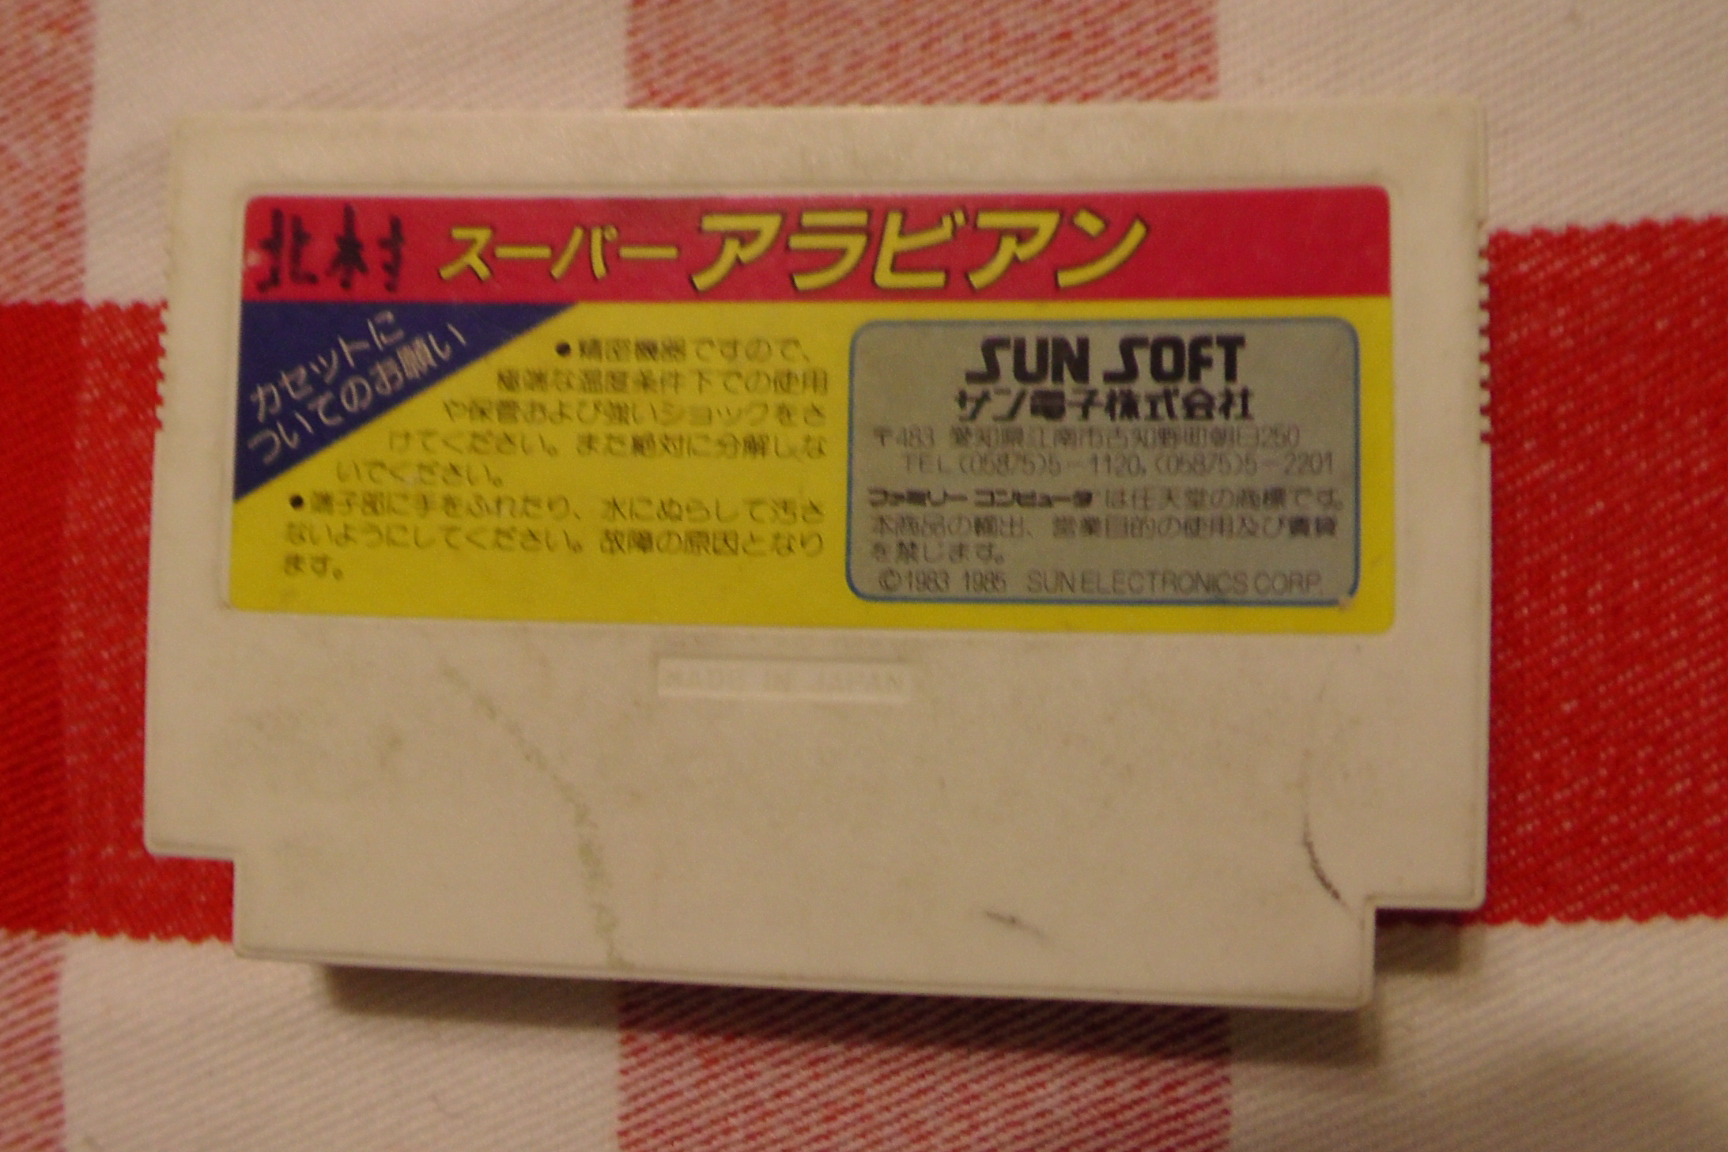 北村 スーパーアラビアン
カセットに
ついてのお願い
●精密機器ですので、
極端な温度条件下での使用
や保管および強いショックをさ
けてください。また絶対に分解しな
いでください。
●端子部に手をふれたり、水にぬらして汚さ
ないようにしてください。故障の原因となり
ます。
SUN SOFT
サン電子株式会社
〒483 愛知県江南市古知野町朝日250
TEL(05875)5-1120,(05875)5-2201
ファミリーコンピュータは任天堂の商標です。
本商品の輸出、営業目的の使用及び賃貸
を禁じます。
©1983 1985 SUN ELECTRONICS CORP.
MADE IN JAPAN